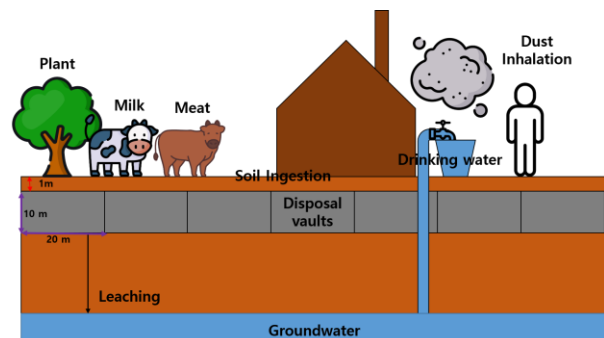 Plant
Milk
Meat
Dust
Inhalation
Drinking water
Soil Ingestion
1m
10 m
Disposal
vaults
20 m
Leaching
Groundwater